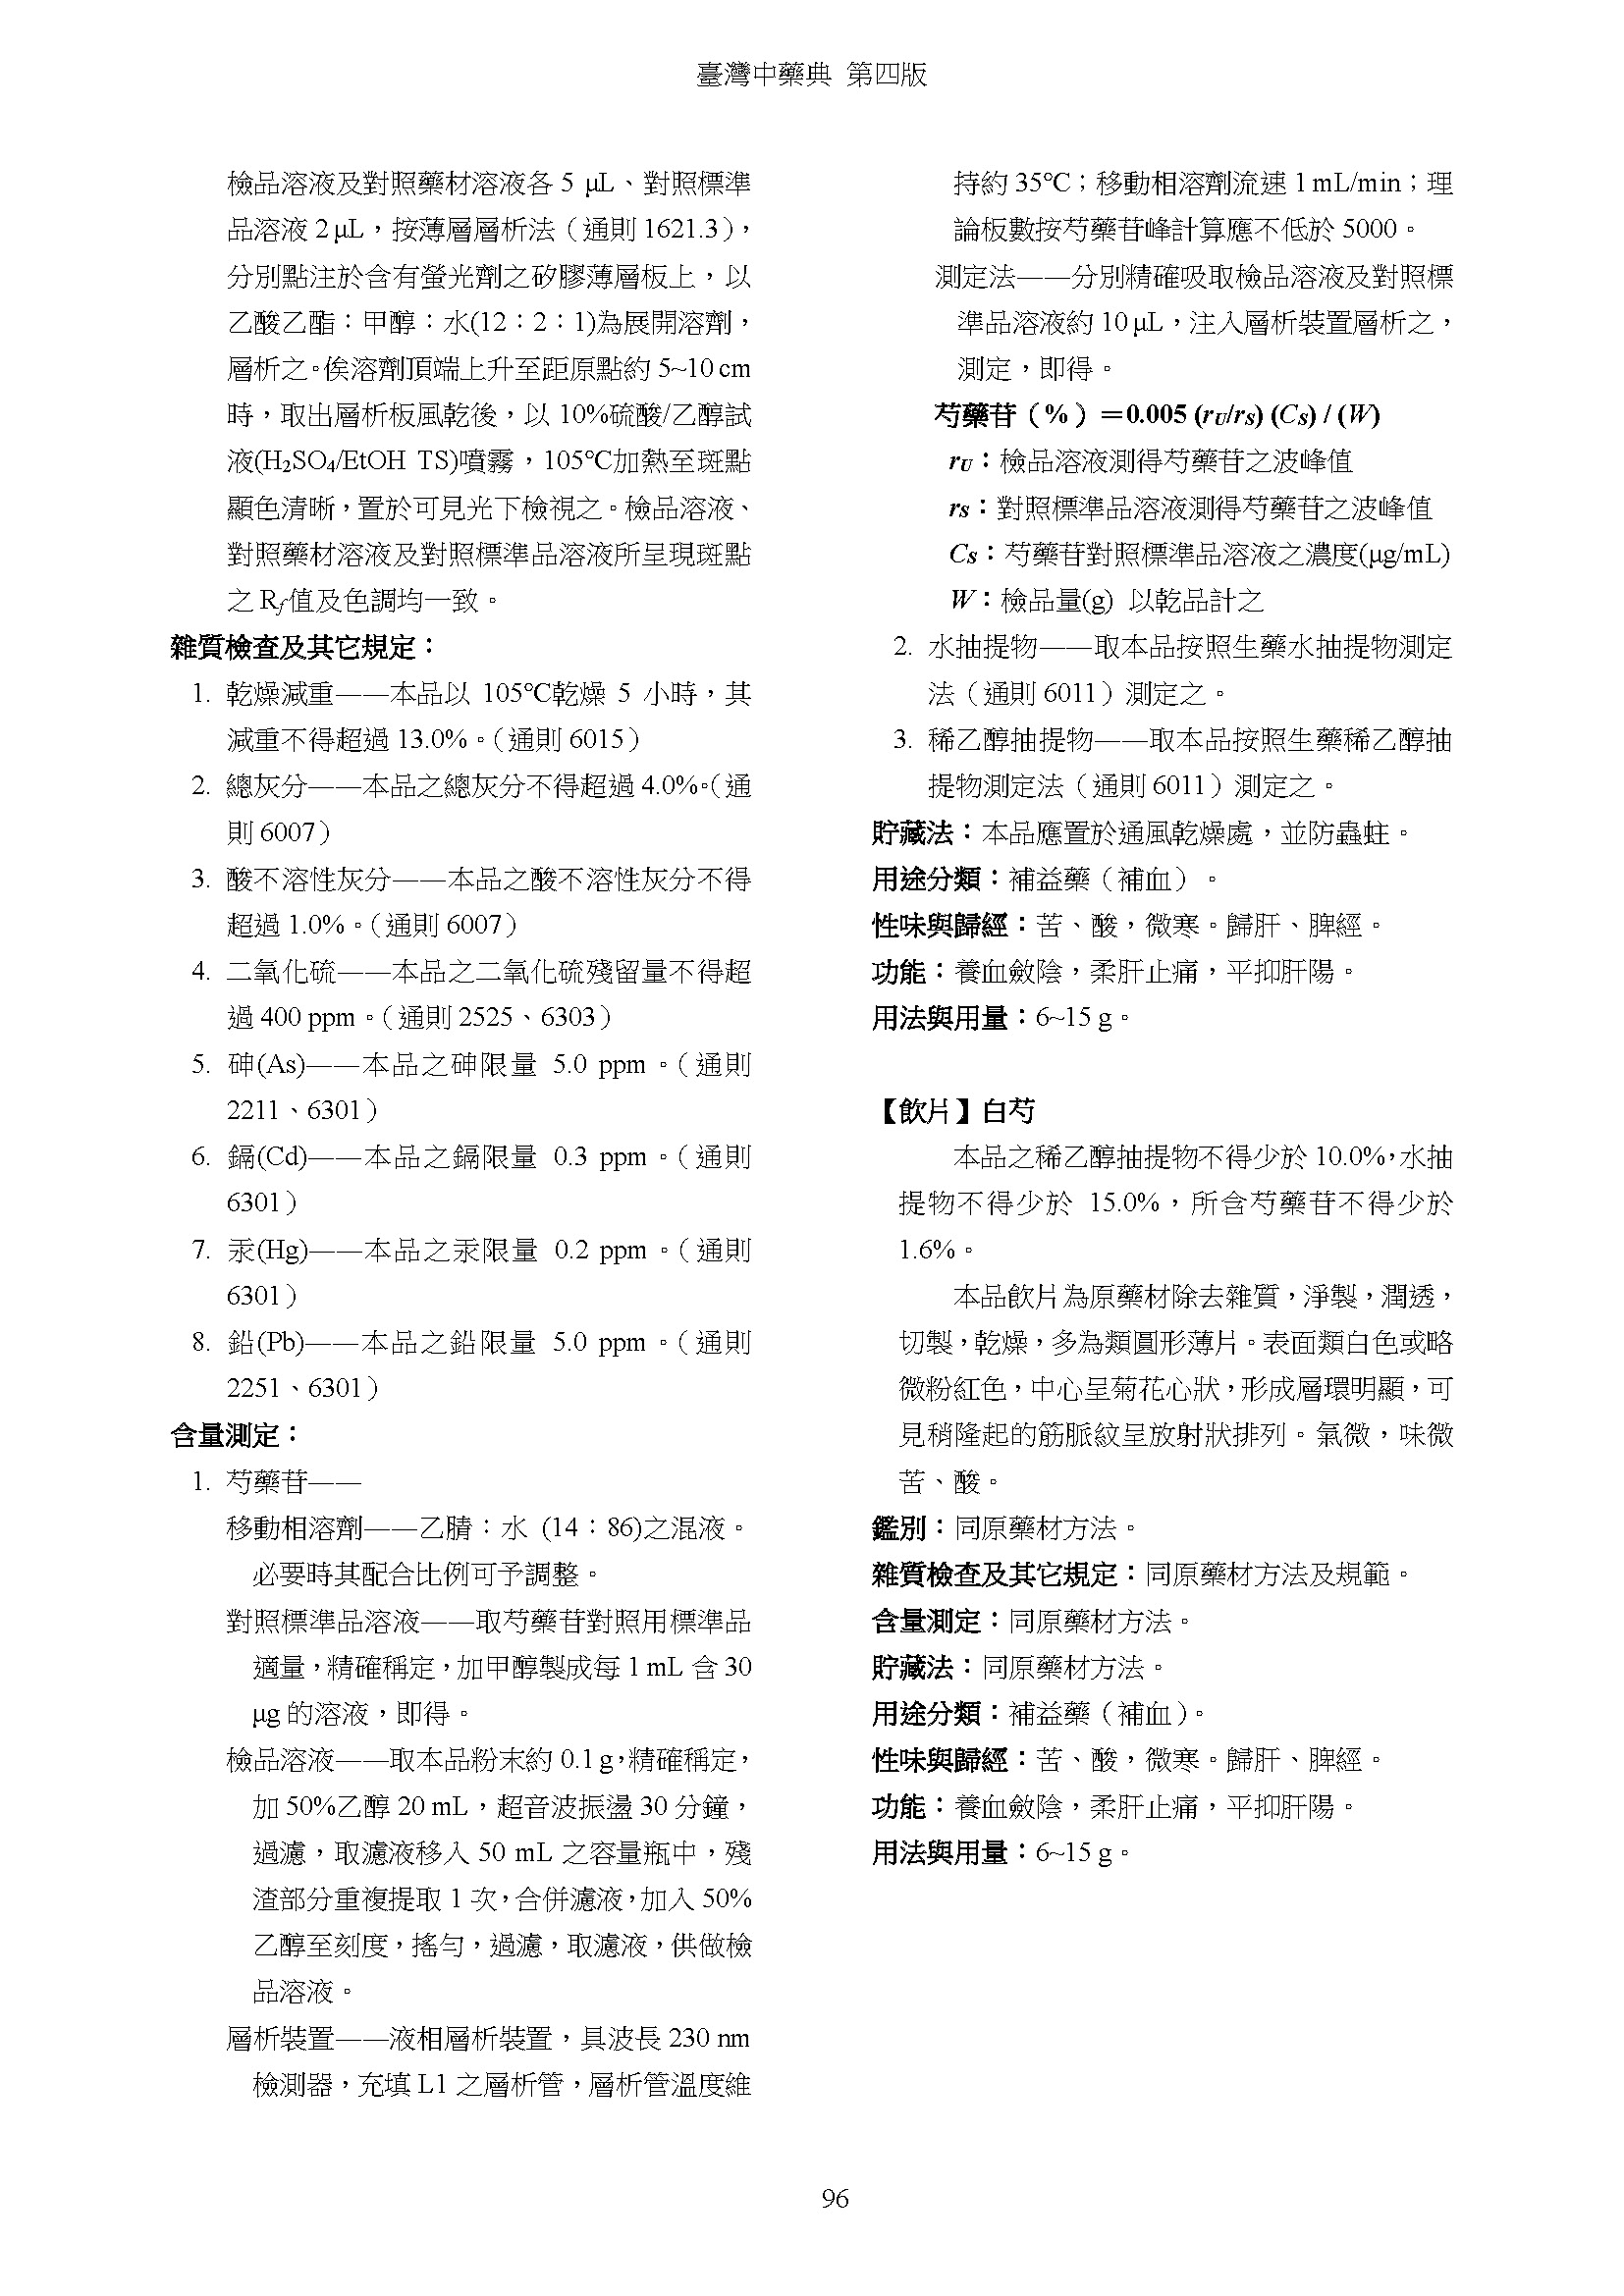 臺灣中藥典 第四版
檢品溶液及對照藥材溶液各 5 μL、對照標準
品溶液 2 μL，按薄層層析法（通則 1621.3），
分別點注於含有螢光劑之矽膠薄層板上，以
乙酸乙酯：甲醇：水(12：2：1)為展開溶劑，
層析之。俟溶劑頂端上升至距原點約 5~10 cm
時，取出層析板風乾後，以 10%硫酸/乙醇試
液(H₂SO₄/EtOH TS)噴霧，105℃加熱至斑點
顯色清晰，置於可見光下檢視之。檢品溶液、
對照藥材溶液及對照標準品溶液所呈現斑點
之 Rf值及色調均一致。
雜質檢查及其它規定：
1. 乾燥減重——本品以 105℃乾燥 5 小時，其
減重不得超過 13.0%。（通則 6015）
2. 總灰分——本品之總灰分不得超過 4.0%。（通
則 6007）
3. 酸不溶性灰分——本品之酸不溶性灰分不得
超過 1.0%。（通則 6007）
4. 二氧化硫——本品之二氧化硫殘留量不得超
過 400 ppm。（通則 2525、6303）
5. 砷(As)——本品之砷限量 5.0 ppm。（通則
2211、6301）
6. 鎘(Cd)——本品之鎘限量 0.3 ppm。（通則
6301）
7. 汞(Hg)——本品之汞限量 0.2 ppm。（通則
6301）
8. 鉛(Pb)——本品之鉛限量 5.0 ppm。（通則
2251、6301）
含量測定：
1. 芍藥苷——
移動相溶劑——乙腈：水 (14：86)之混液。
必要時其配合比例可予調整。
對照標準品溶液——取芍藥苷對照用標準品
適量，精確稱定，加甲醇製成每 1 mL 含 30
μg 的溶液，即得。
檢品溶液——取本品粉末約 0.1 g，精確稱定，
加 50%乙醇 20 mL，超音波振盪 30 分鐘，
過濾，取濾液移入 50 mL 之容量瓶中，殘
渣部分重複提取 1 次，合併濾液，加入 50%
乙醇至刻度，搖勻，過濾，取濾液，供做檢
品溶液。
層析裝置——液相層析裝置，具波長 230 nm
檢測器，充填 L1 之層析管，層析管溫度維
持約 35℃；移動相溶劑流速 1 mL/min；理
論板數按芍藥苷峰計算應不低於 5000。
測定法——分別精確吸取檢品溶液及對照標
準品溶液約 10 μL，注入層析裝置層析之，
測定，即得。
芍藥苷（%）＝0.005 (rU/rS) (CS) / (W)
rU：檢品溶液測得芍藥苷之波峰值
rS：對照標準品溶液測得芍藥苷之波峰值
CS：芍藥苷對照標準品溶液之濃度(μg/mL)
W：檢品量(g) 以乾品計之
2. 水抽提物——取本品按照生藥水抽提物測定
法（通則 6011）測定之。
3. 稀乙醇抽提物——取本品按照生藥稀乙醇抽
提物測定法（通則 6011）測定之。
貯藏法：本品應置於通風乾燥處，並防蟲蛀。
用途分類：補益藥（補血）。
性味與歸經：苦、酸，微寒。歸肝、脾經。
功能：養血斂陰，柔肝止痛，平抑肝陽。
用法與用量：6~15 g。
【飲片】白芍
本品之稀乙醇抽提物不得少於 10.0%，水抽
提物不得少於 15.0%，所含芍藥苷不得少於
1.6%。
本品飲片為原藥材除去雜質，淨製，潤透，
切製，乾燥，多為類圓形薄片。表面類白色或略
微粉紅色，中心呈菊花心狀，形成層環明顯，可
見稍隆起的筋脈紋呈放射狀排列。氣微，味微
苦、酸。
鑑別：同原藥材方法。
雜質檢查及其它規定：同原藥材方法及規範。
含量測定：同原藥材方法。
貯藏法：同原藥材方法。
用途分類：補益藥（補血）。
性味與歸經：苦、酸，微寒。歸肝、脾經。
功能：養血斂陰，柔肝止痛，平抑肝陽。
用法與用量：6~15 g。
96